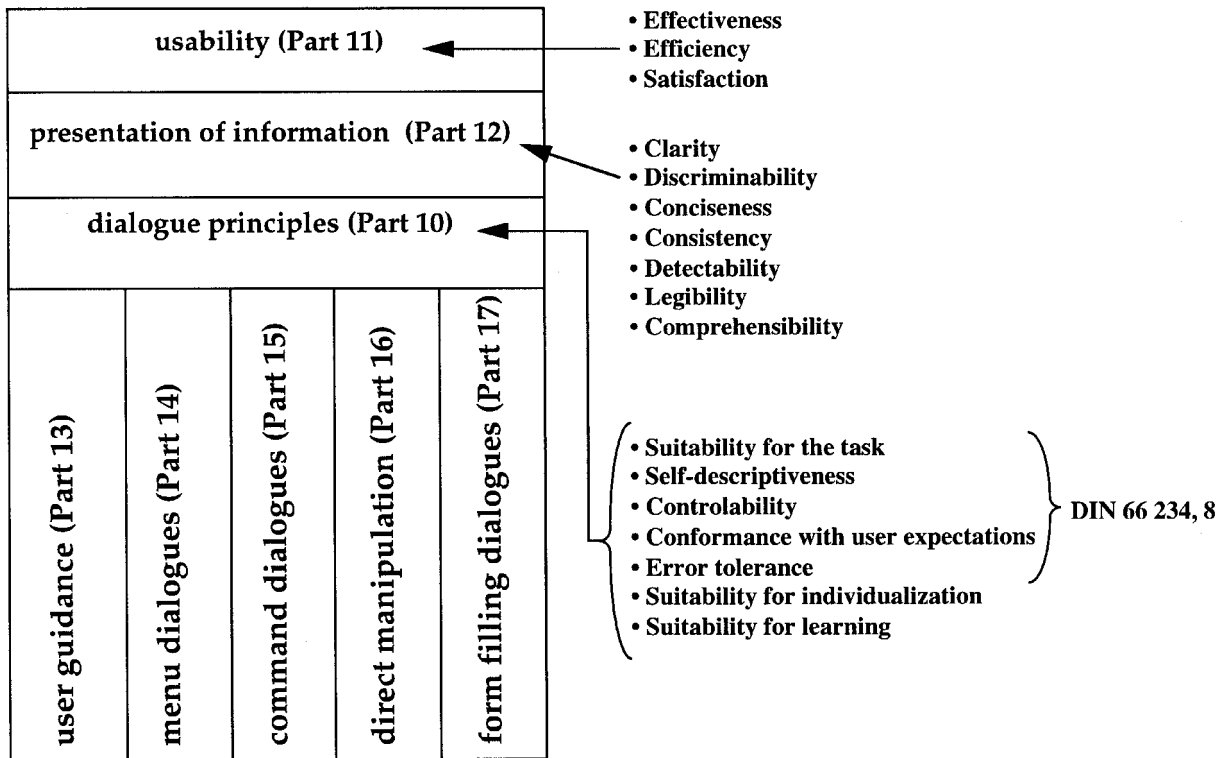 usability (Part 11)
• Effectiveness
• Efficiency
• Satisfaction
presentation of information (Part 12)
• Clarity
• Discriminability
• Conciseness
• Consistency
• Detectability
• Legibility
• Comprehensibility
dialogue principles (Part 10)
• Suitability for the task
• Self-descriptiveness
• Controlability
• Conformance with user expectations
• Error tolerance
• Suitability for individualization
• Suitability for learning
DIN 66 234, 8
user guidance (Part 13)
menu dialogues (Part 14)
command dialogues (Part 15)
direct manipulation (Part 16)
form filling dialogues (Part 17)